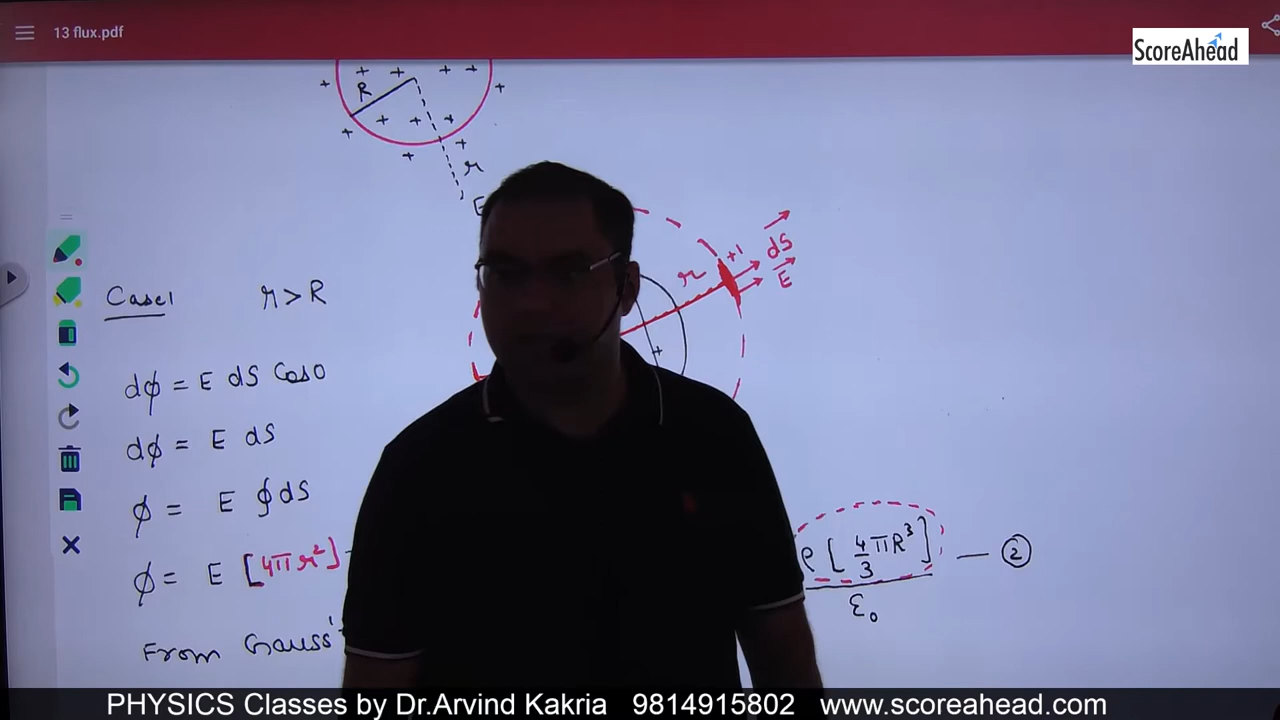 13 flux.pdf
ScoreAhead
R
r
E
Case1 r > R
+1 dS
r E
dφ = E dS Cos0
dφ = E dS
φ = E ∮ dS
φ = E [4πr²]
ρ [4/3 πR³] — ②
ε₀
From Gauss'
PHYSICS Classes by Dr.Arvind Kakria 9814915802 www.scoreahead.com